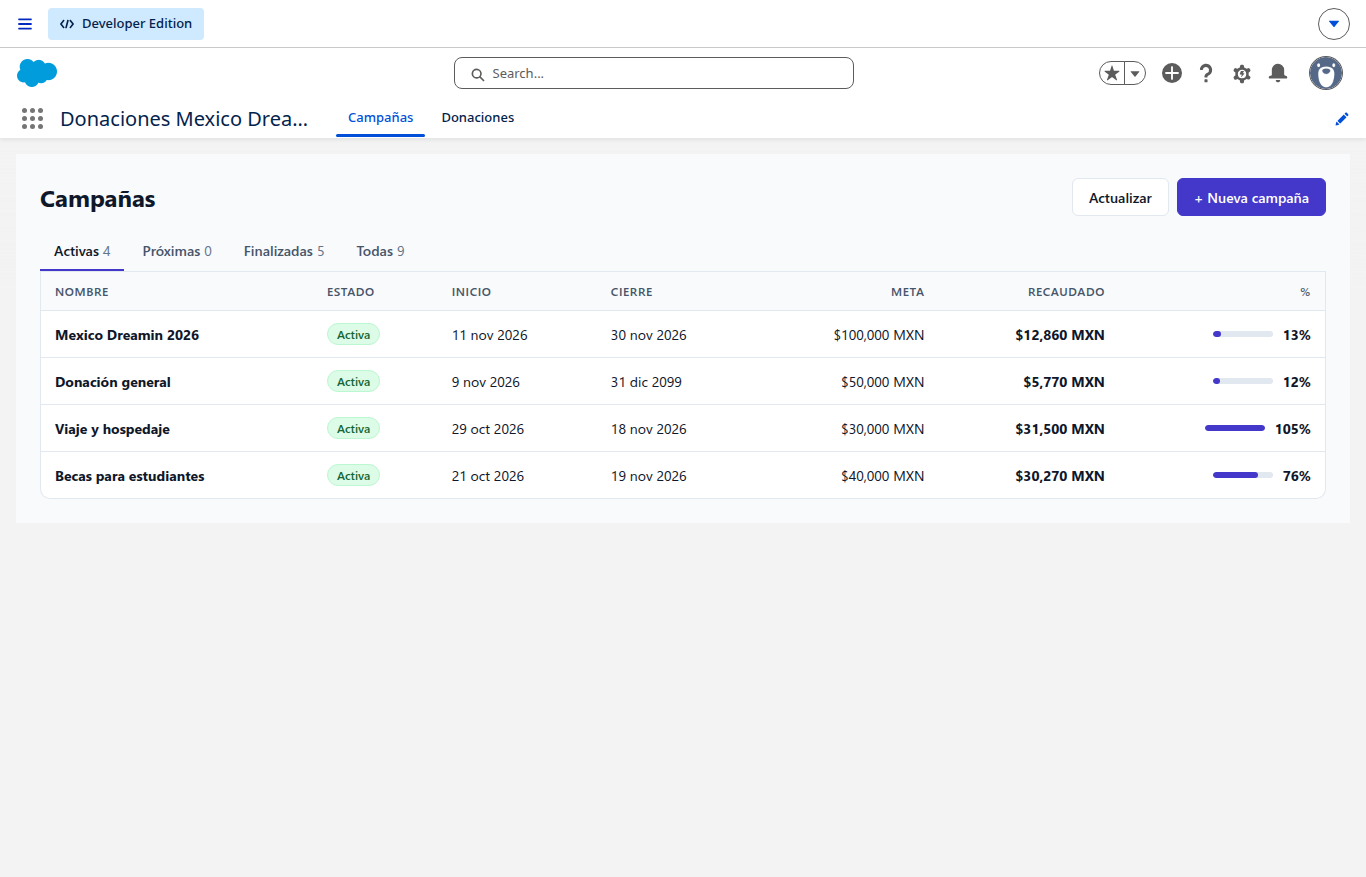 Developer Edition
Search...
Donaciones Mexico Drea...
Campañas
Donaciones
Campañas
Actualizar
+ Nueva campaña
Activas 4
Próximas 0
Finalizadas 5
Todas 9
NOMBRE ESTADO INICIO CIERRE META RECAUDADO %
Mexico Dreamin 2026 Activa 11 nov 2026 30 nov 2026 $100,000 MXN $12,860 MXN 13%
Donación general Activa 9 nov 2026 31 dic 2099 $50,000 MXN $5,770 MXN 12%
Viaje y hospedaje Activa 29 oct 2026 18 nov 2026 $30,000 MXN $31,500 MXN 105%
Becas para estudiantes Activa 21 oct 2026 19 nov 2026 $40,000 MXN $30,270 MXN 76%